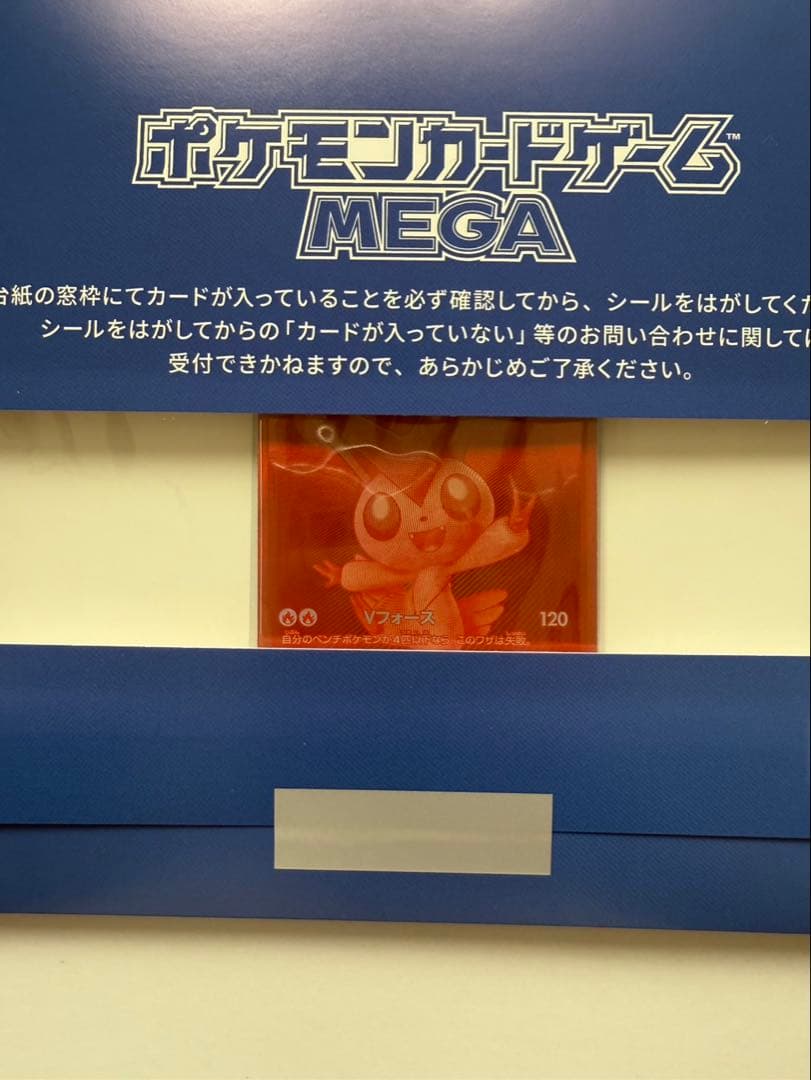 ポケモンカードゲーム™
MEGA
台紙の窓枠にてカードが入っていることを必ず確認してから、シールをはがしてくだ
シールをはがしてからの「カードが入っていない」等のお問い合わせに関しては
受付できかねますので、あらかじめご了承ください。
Vフォース 120
自分のベンチポケモンが4匹以下なら、このワザは失敗。